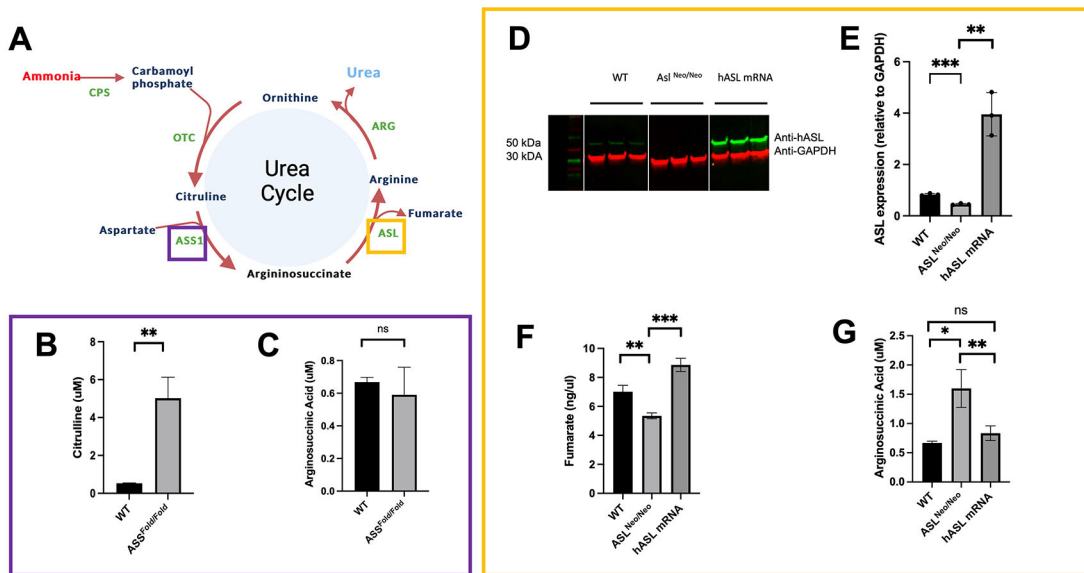 A
Ammonia
CPS
Carbamoyl
phosphate
Urea
Ornithine
OTC
ARG
Urea
Cycle
Citruline
Arginine
Aspartate
Fumarate
ASS1
ASL
Argininosuccinate
B
**
Citrulline (uM)
8
6
4
2
0
WT
ASS Fold/Fold
C
ns
Arginosuccinic Acid (uM)
0.8
0.6
0.4
0.2
0.0
WT
ASS Fold/Fold
D
WT
Asl Neo/Neo
hASL mRNA
50 kDa
30 kDA
Anti-hASL
Anti-GAPDH
E
**
***
ASL expression (relative to GAPDH)
6
4
2
0
WT
ASL Neo/Neo
hASL mRNA
F
***
**
Fumarate (ng/ul)
10
8
6
4
2
0
WT
ASL Neo/Neo
hASL mRNA
G
ns
*
**
Arginosuccinic Acid (uM)
2.5
2.0
1.5
1.0
0.5
0.0
WT
ASL Neo/Neo
hASL mRNA